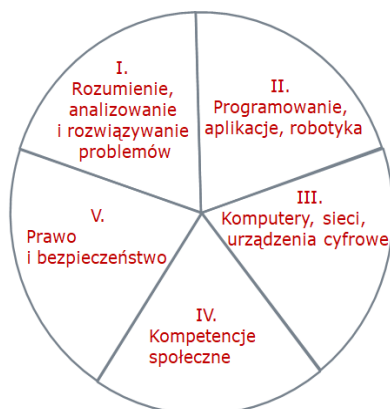 I.
Rozumienie,
analizowanie
i rozwiązywanie
problemów
II.
Programowanie,
aplikacje, robotyka
III.
Komputery, sieci,
urządzenia cyfrowe
IV.
Kompetencje
społeczne
V.
Prawo
i bezpieczeństwo